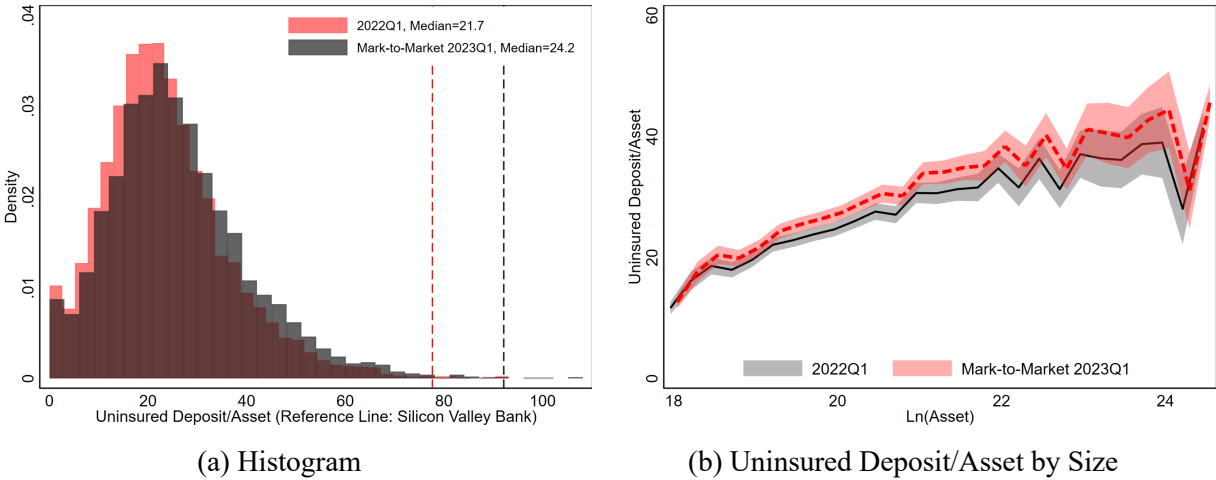 .04
.03
.02
.01
0
Density
2022Q1, Median=21.7
Mark-to-Market 2023Q1, Median=24.2
0 20 40 60 80 100
Uninsured Deposit/Asset (Reference Line: Silicon Valley Bank)
(a) Histogram
60
40
20
0
Uninsured Deposit/Asset
2022Q1 Mark-to-Market 2023Q1
18 20 22 24
Ln(Asset)
(b) Uninsured Deposit/Asset by Size